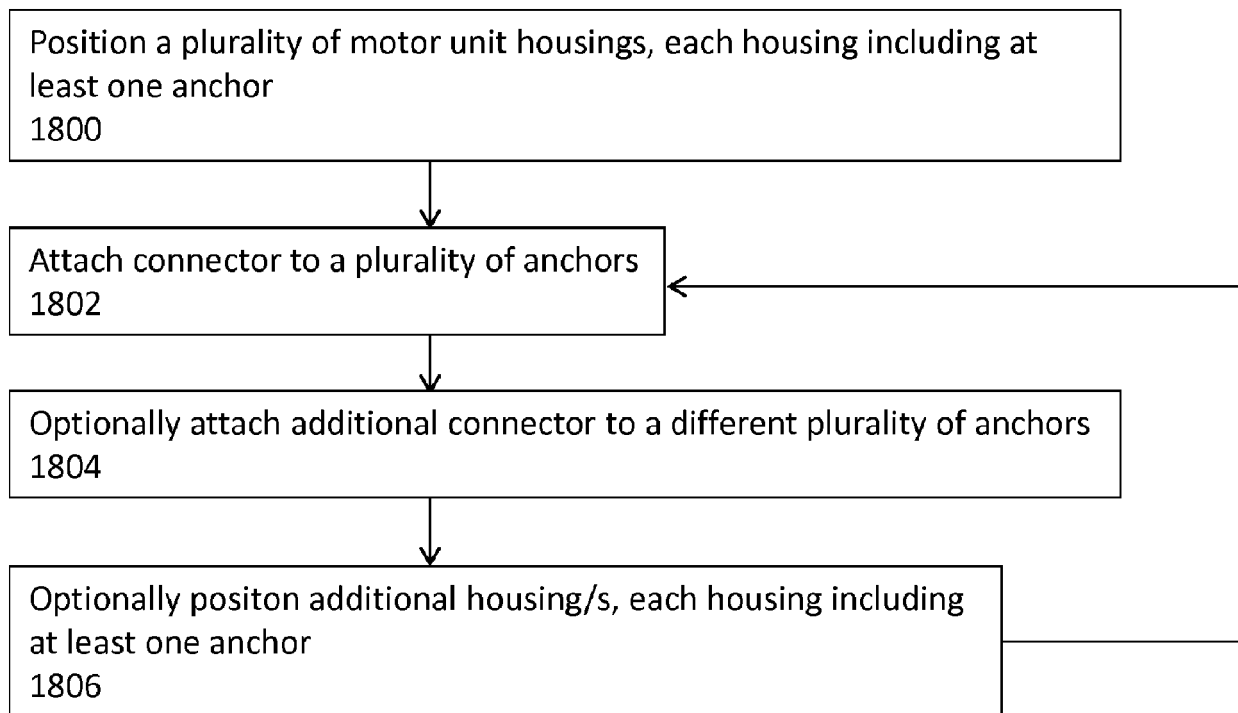 Position a plurality of motor unit housings, each housing including at
least one anchor
1800
Attach connector to a plurality of anchors
1802
Optionally attach additional connector to a different plurality of anchors
1804
Optionally positon additional housing/s, each housing including
at least one anchor
1806